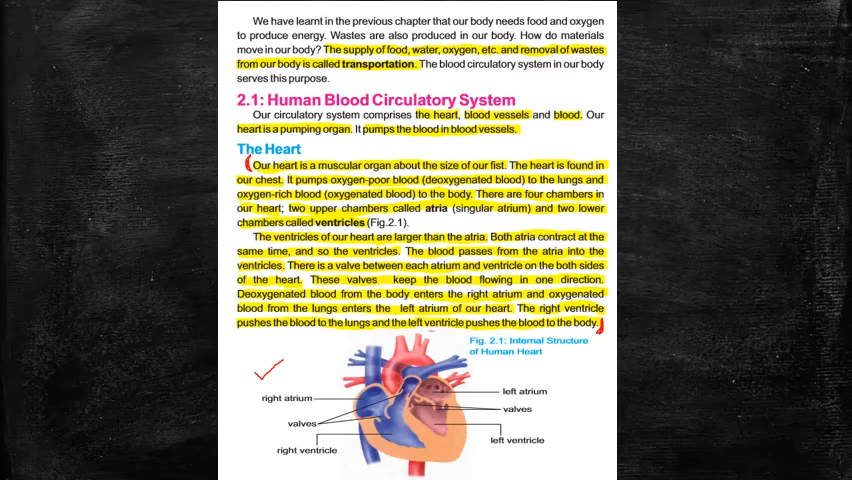 We have learnt in the previous chapter that our body needs food and oxygen
to produce energy. Wastes are also produced in our body. How do materials
move in our body? The supply of food, water, oxygen, etc. and removal of wastes
from our body is called transportation. The blood circulatory system in our body
serves this purpose.
2.1: Human Blood Circulatory System
Our circulatory system comprises the heart, blood vessels and blood. Our
heart is a pumping organ. It pumps the blood in blood vessels.
The Heart
Our heart is a muscular organ about the size of our fist. The heart is found in
our chest. It pumps oxygen-poor blood (deoxygenated blood) to the lungs and
oxygen-rich blood (oxygenated blood) to the body. There are four chambers in
our heart; two upper chambers called atria (singular atrium) and two lower
chambers called ventricles (Fig.2.1).
The ventricles of our heart are larger than the atria. Both atria contract at the
same time, and so the ventricles. The blood passes from the atria into the
ventricles. There is a valve between each atrium and ventricle on the both sides
of the heart. These valves keep the blood flowing in one direction.
Deoxygenated blood from the body enters the right atrium and oxygenated
blood from the lungs enters the left atrium of our heart. The right ventricle
pushes the blood to the lungs and the left ventricle pushes the blood to the body.
Fig. 2.1: Internal Structure
of Human Heart
right atrium
left atrium
valves
valves
left ventricle
right ventricle